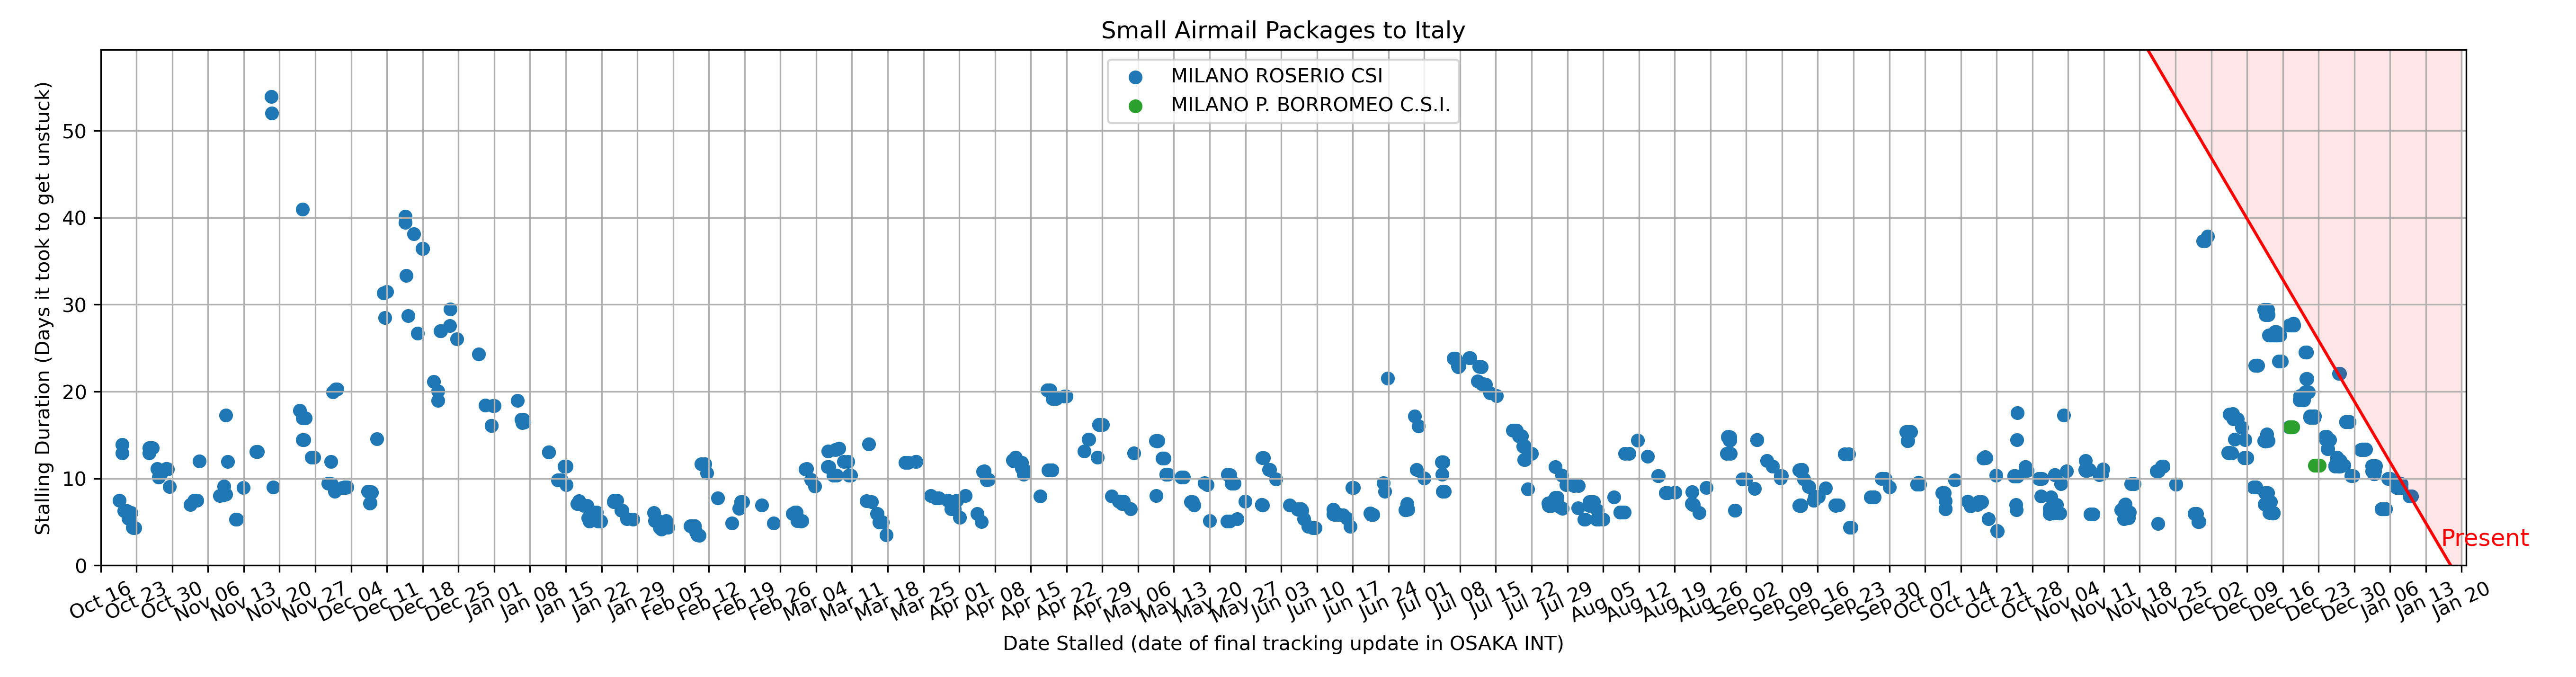 Small Airmail Packages to Italy
MILANO ROSERIO CSI
MILANO P. BORROMEO C.S.I.
Stalling Duration (Days it took to get unstuck)
50
40
30
20
10
0
Present
Oct 16
Oct 23
Oct 30
Nov 06
Nov 13
Nov 20
Nov 27
Dec 04
Dec 11
Dec 18
Dec 25
Jan 01
Jan 08
Jan 15
Jan 22
Jan 29
Feb 05
Feb 12
Feb 19
Feb 26
Mar 04
Mar 11
Mar 18
Mar 25
Apr 01
Apr 08
Apr 15
Apr 22
Apr 29
May 06
May 13
May 20
May 27
Jun 03
Jun 10
Jun 17
Jun 24
Jul 01
Jul 08
Jul 15
Jul 22
Jul 29
Aug 05
Aug 12
Aug 19
Aug 26
Sep 02
Sep 09
Sep 16
Sep 23
Sep 30
Oct 07
Oct 14
Oct 21
Oct 28
Nov 04
Nov 11
Nov 18
Nov 25
Dec 02
Dec 09
Dec 16
Dec 23
Dec 30
Jan 06
Jan 13
Jan 20
Date Stalled (date of final tracking update in OSAKA INT)